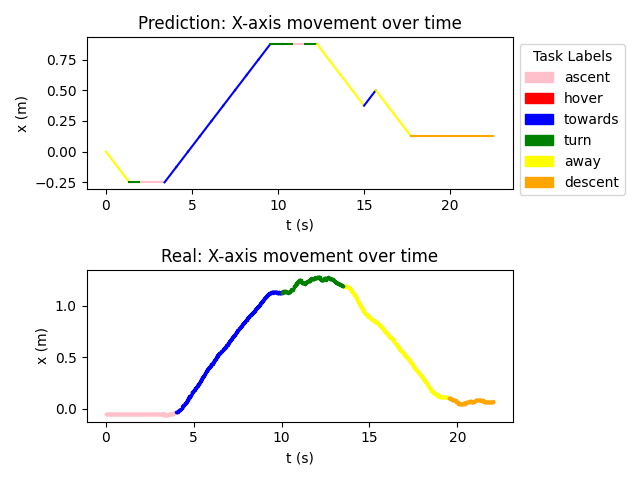 Prediction: X-axis movement over time
x (m)
0.75
0.50
0.25
0.00
−0.25
0 5 10 15 20
t (s)
Task Labels
ascent
hover
towards
turn
away
descent
Real: X-axis movement over time
x (m)
1.0
0.5
0.0
0 5 10 15 20
t (s)